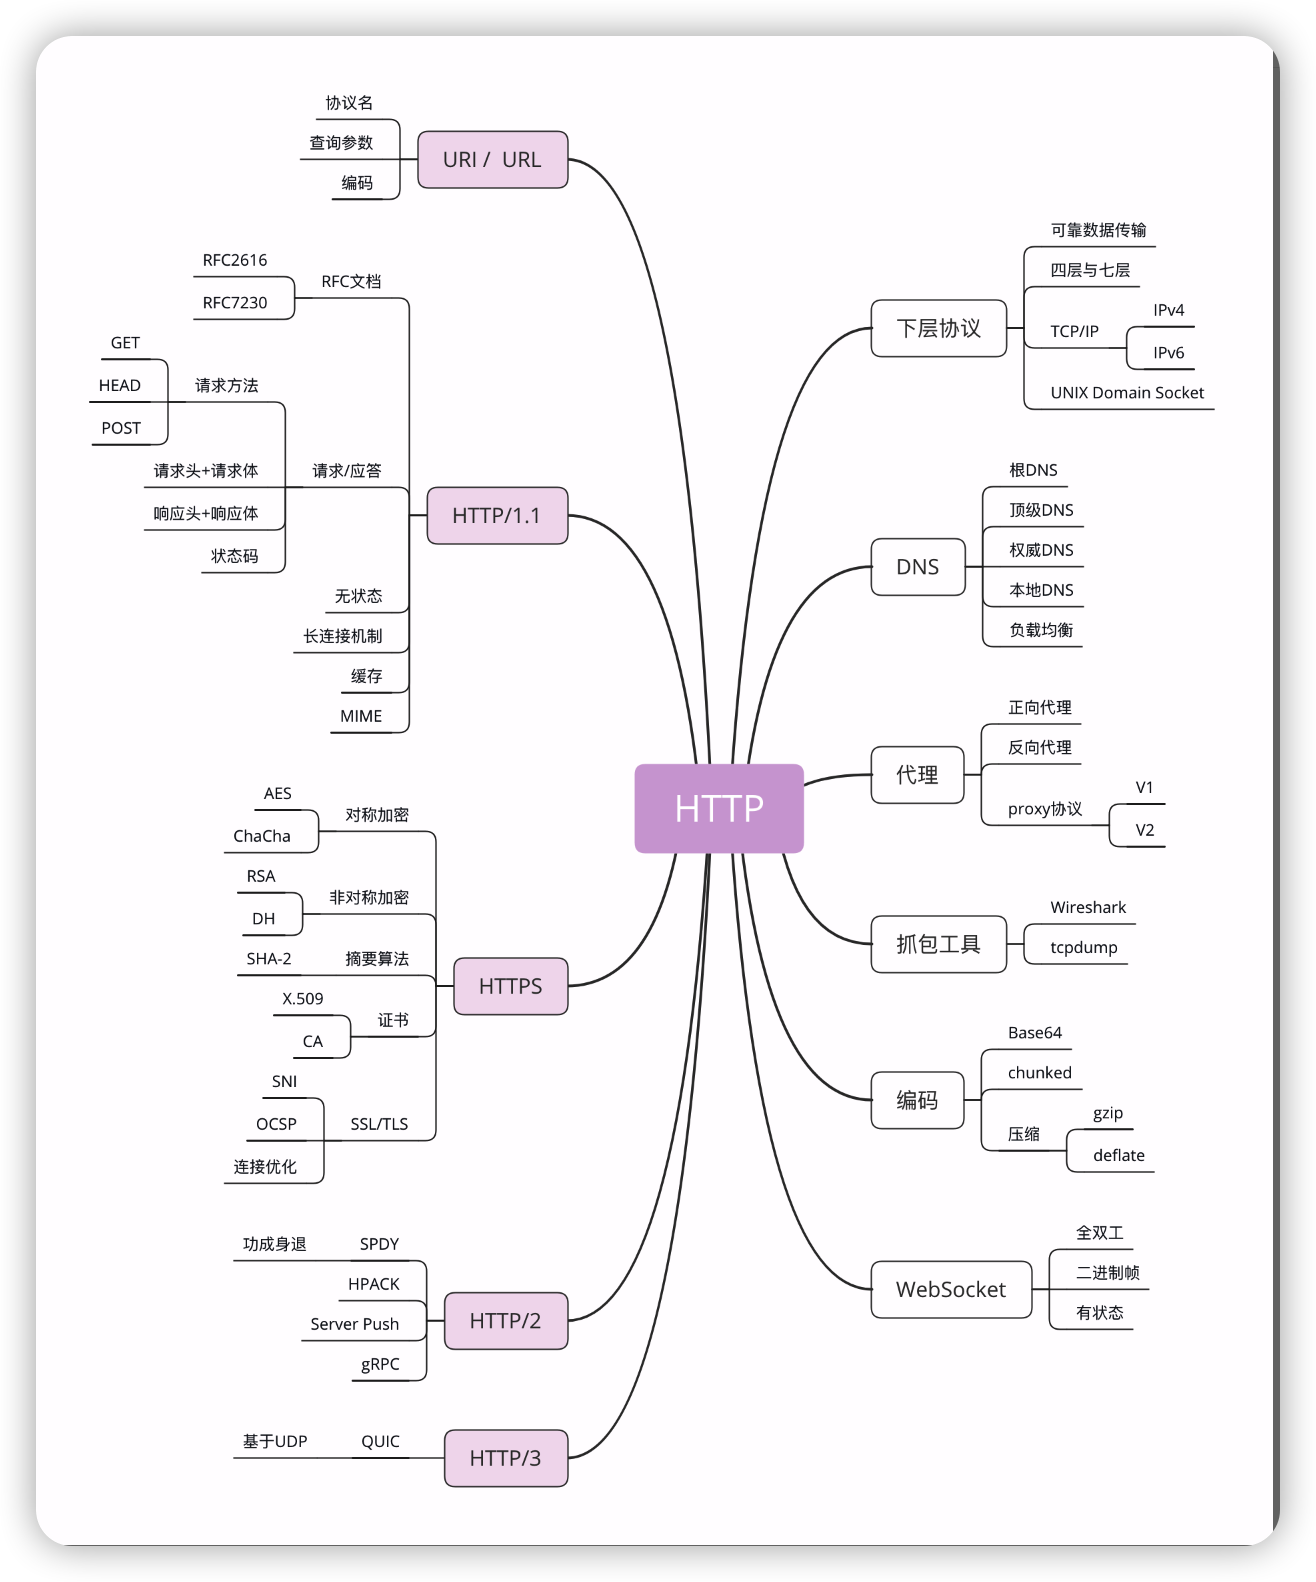 HTTP
URI /  URL
协议名
查询参数
编码
HTTP/1.1
RFC文档
RFC2616
RFC7230
请求/应答
请求方法
GET
HEAD
POST
请求头+请求体
响应头+响应体
状态码
无状态
长连接机制
缓存
MIME
HTTPS
对称加密
AES
ChaCha
非对称加密
RSA
DH
摘要算法
SHA-2
证书
X.509
CA
SSL/TLS
SNI
OCSP
连接优化
HTTP/2
SPDY
功成身退
HPACK
Server Push
gRPC
HTTP/3
QUIC
基于UDP
下层协议
可靠数据传输
四层与七层
TCP/IP
IPv4
IPv6
UNIX Domain Socket
DNS
根DNS
顶级DNS
权威DNS
本地DNS
负载均衡
代理
正向代理
反向代理
proxy协议
V1
V2
抓包工具
Wireshark
tcpdump
编码
Base64
chunked
压缩
gzip
deflate
WebSocket
全双工
二进制帧
有状态